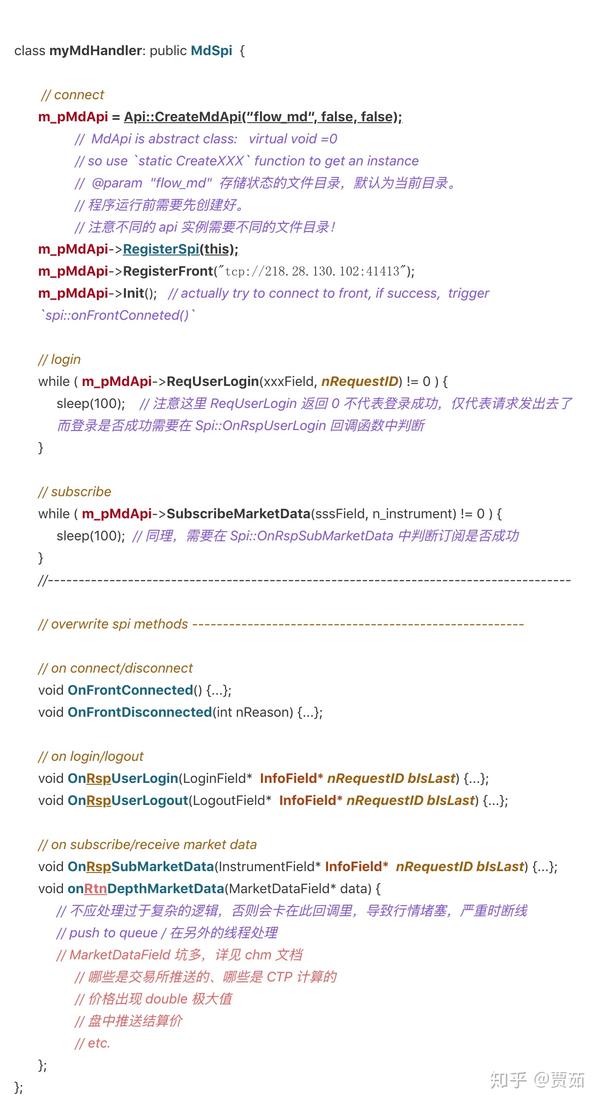 class myMdHandler: public MdSpi {
// connect
m_pMdApi = Api::CreateMdApi(“flow_md”, false, false);
// MdApi is abstract class: virtual void =0
// so use `static CreateXXX` function to get an instance
// @param "flow_md" 存储状态的文件目录，默认为当前目录。
// 程序运行前需要先创建好。
// 注意不同的 api 实例需要不同的文件目录！
m_pMdApi->RegisterSpi(this);
m_pMdApi->RegisterFront("tcp://218.28.130.102:41413");
m_pMdApi->Init(); // actually try to connect to front, if success, trigger
`spi::onFrontConneted()`
// login
while ( m_pMdApi->ReqUserLogin(xxxField, nRequestID) != 0 ) {
sleep(100); // 注意这里 ReqUserLogin 返回 0 不代表登录成功，仅代表请求发出去了
而登录是否成功需要在 Spi::OnRspUserLogin 回调函数中判断
}
// subscribe
while ( m_pMdApi->SubscribeMarketData(sssField, n_instrument) != 0 ) {
sleep(100); // 同理，需要在 Spi::OnRspSubMarketData 中判断订阅是否成功
}
//-------------------------------------------------------------------------------------
// overwrite spi methods ------------------------------------------------------
// on connect/disconnect
void OnFrontConnected() {...};
void OnFrontDisconnected(int nReason) {...};
// on login/logout
void OnRspUserLogin(LoginField* InfoField* nRequestID bIsLast) {...};
void OnRspUserLogout(LogoutField* InfoField* nRequestID bIsLast) {...};
// on subscribe/receive market data
void OnRspSubMarketData(InstrumentField* InfoField* nRequestID bIsLast) {...};
void onRtnDepthMarketData(MarketDataField* data) {
// 不应处理过于复杂的逻辑，否则会卡在此回调里，导致行情堵塞，严重时断线
// push to queue / 在另外的线程处理
// MarketDataField 坑多，详见 chm 文档
// 哪些是交易所推送的、哪些是 CTP 计算的
// 价格出现 double 极大值
// 盘中推送结算价
// etc.
};
};
知乎 @贾茹